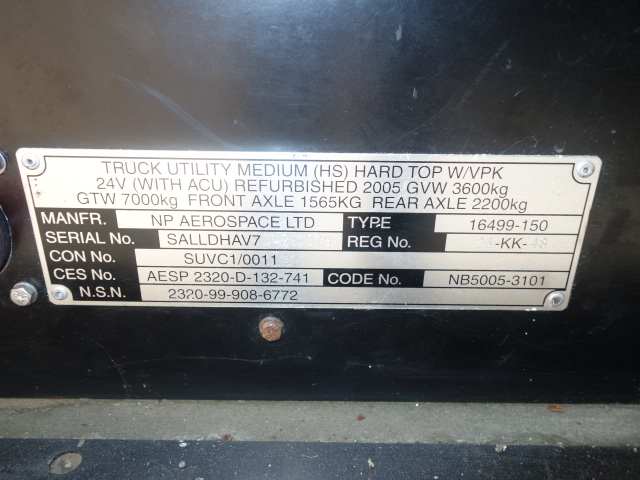 TRUCK UTILITY MEDIUM (HS) HARD TOP W/VPK
24V (WITH ACU) REFURBISHED 2005 GVW 3600kg
GTW 7000kg FRONT AXLE 1565KG REAR AXLE 2200kg
MANFR. NP AEROSPACE LTD TYPE 16499-150
SERIAL No. SALLDHAV7 REG No. -KK-
CON No. SUVC1/0011
CES No. AESP 2320-D-132-741 CODE No. NB5005-3101
N.S.N. 2320-99-908-6772